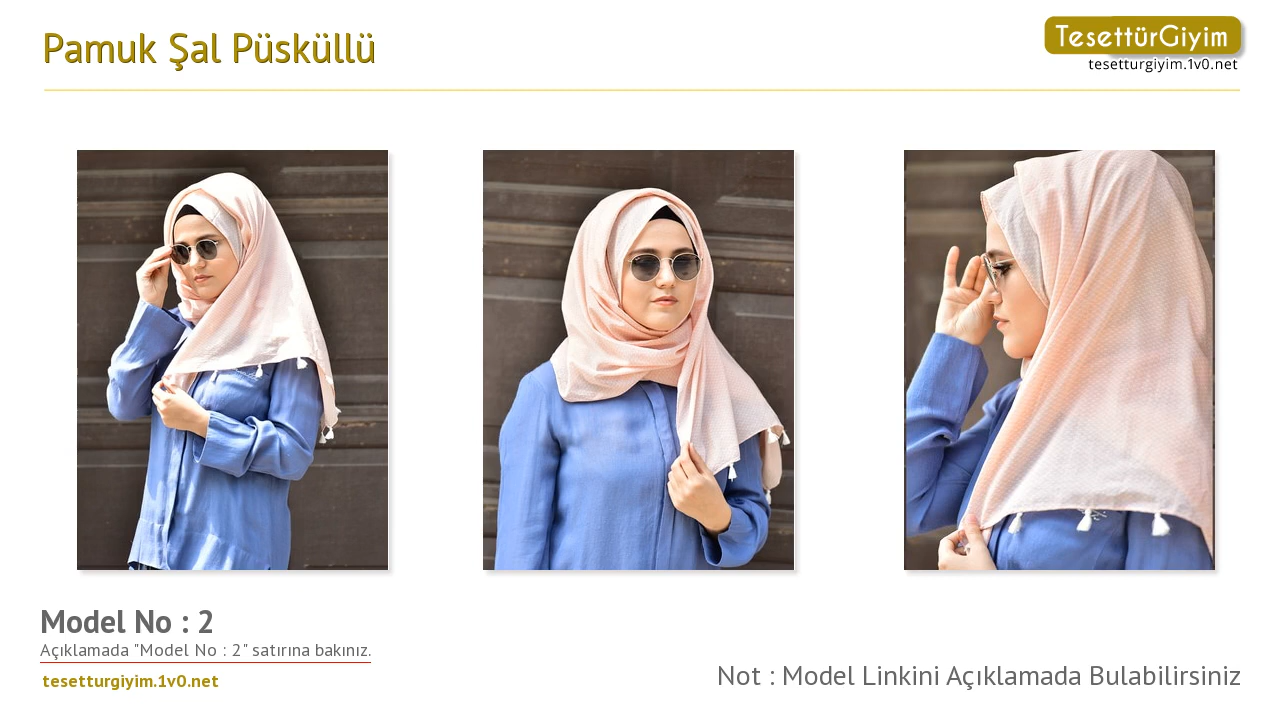 Pamuk Şal Püsküllü
TesettürGiyim
tesetturgiyim.1v0.net
Model No : 2
Açıklamada "Model No : 2" satırına bakınız.
tesetturgiyim.1v0.net
Not : Model Linkini Açıklamada Bulabilirsiniz